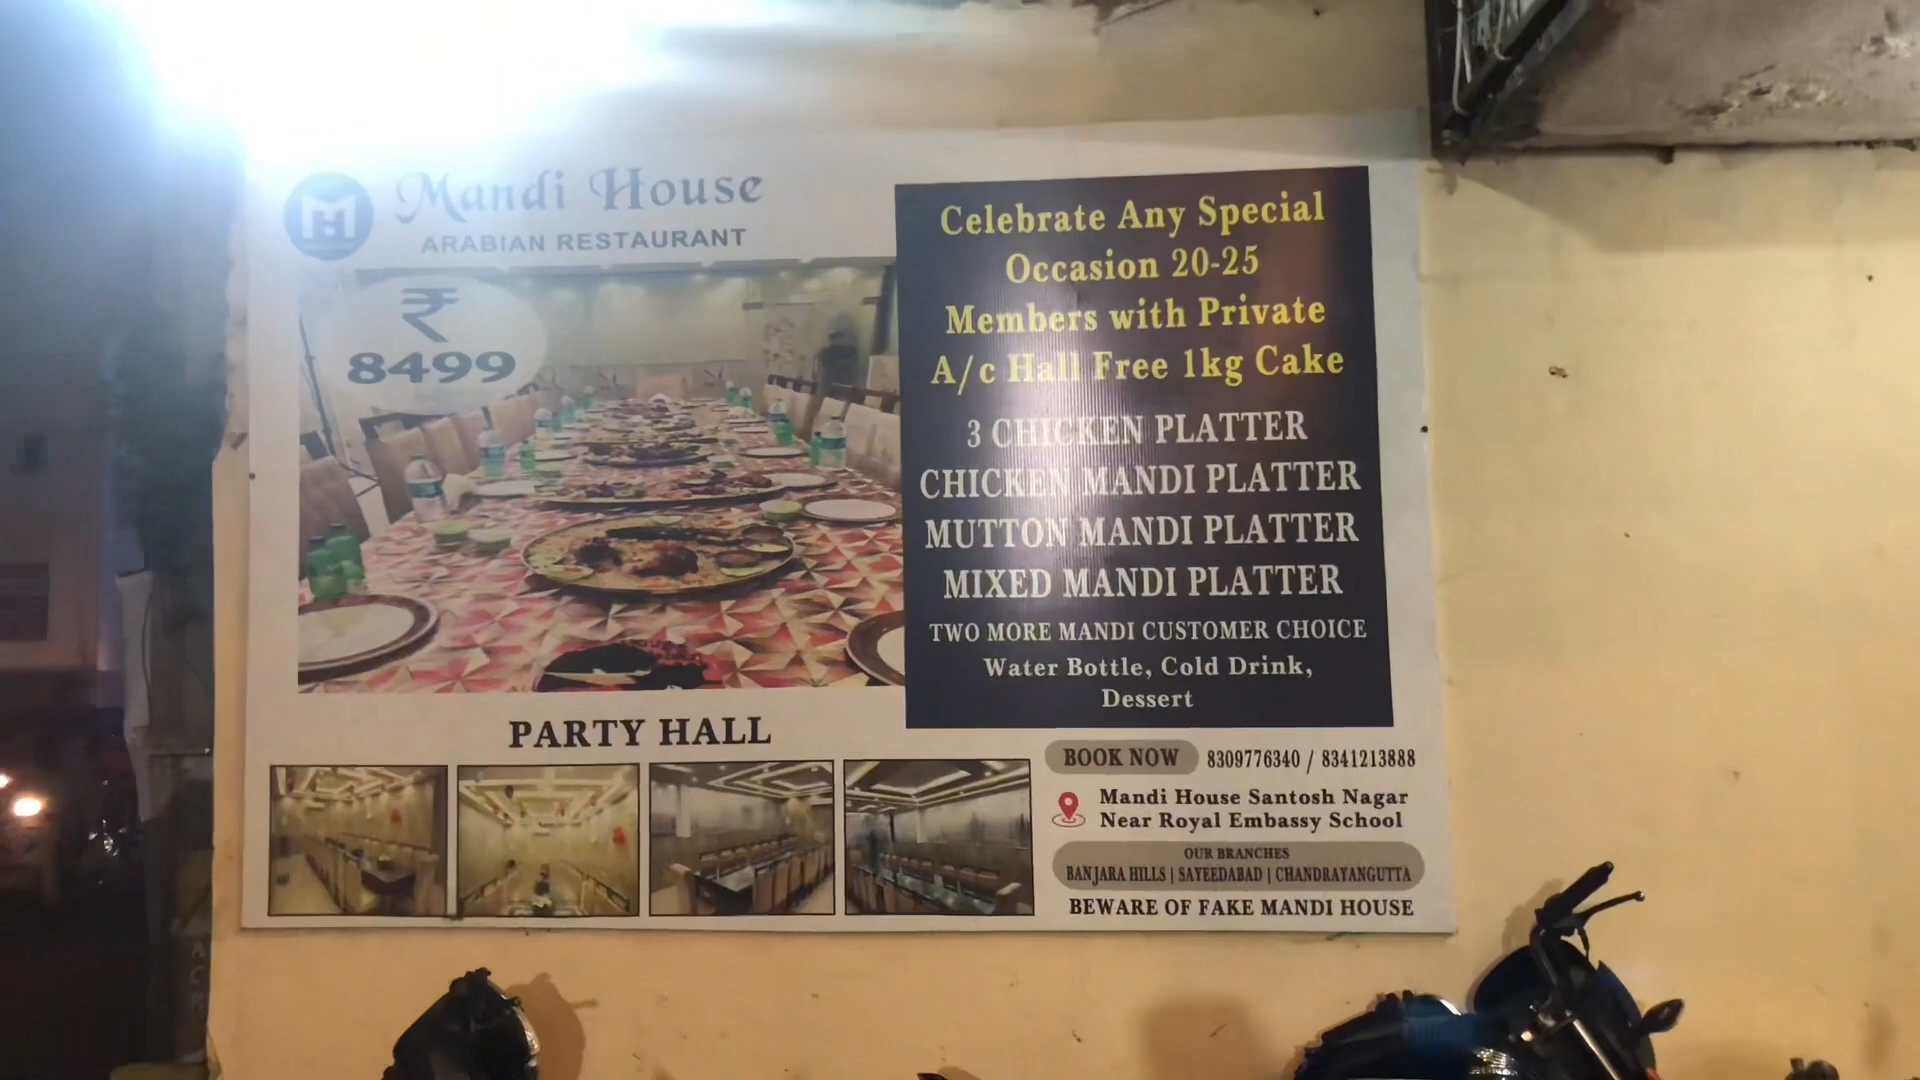 MH
Mandi House
ARABIAN RESTAURANT
₹
8499
Celebrate Any Special
Occasion 20-25
Members with Private
A/c Hall Free 1kg Cake
3 CHICKEN PLATTER
CHICKEN MANDI PLATTER
MUTTON MANDI PLATTER
MIXED MANDI PLATTER
TWO MORE MANDI CUSTOMER CHOICE
Water Bottle, Cold Drink,
Dessert
PARTY HALL
BOOK NOW 8309776340 / 8341213888
Mandi House Santosh Nagar
Near Royal Embassy School
OUR BRANCHES
BANJARA HILLS | SAYEEDABAD | CHANDRAYANGUTTA
BEWARE OF FAKE MANDI HOUSE